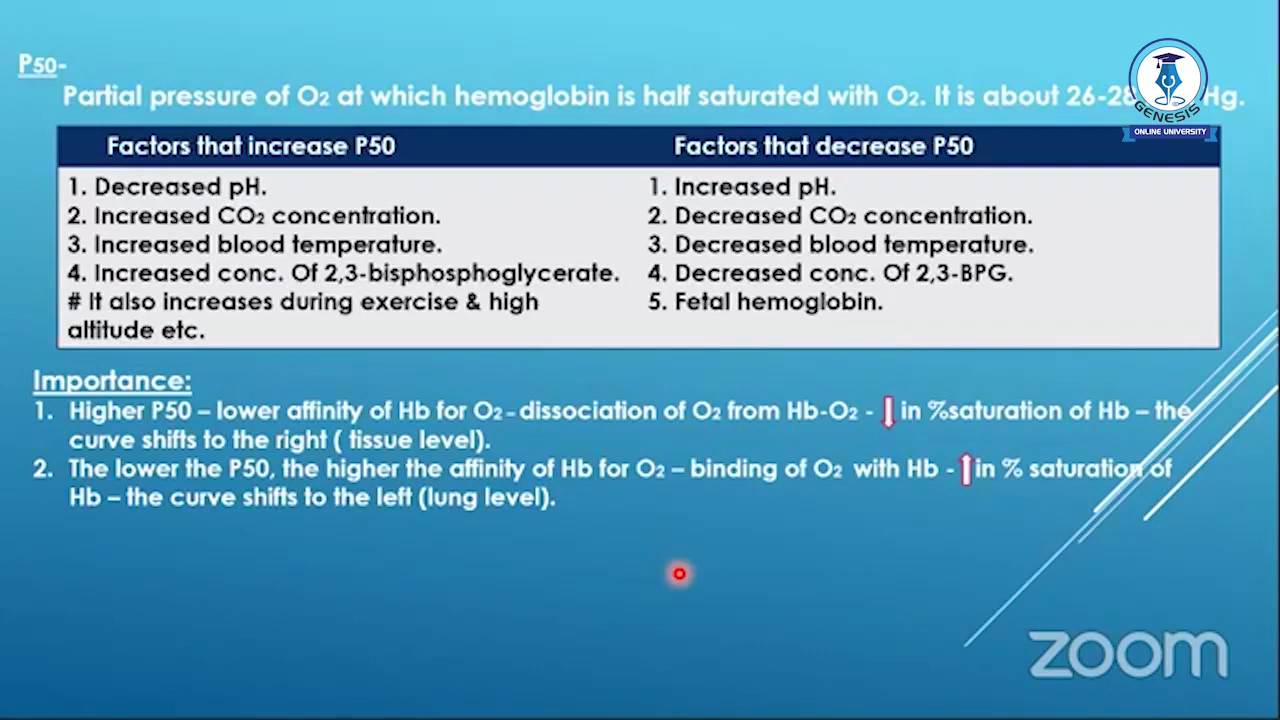 P50-
Partial pressure of O2 at which hemoglobin is half saturated with O2. It is about 26-28 Hg.
GENESIS
ONLINE UNIVERSITY
Factors that increase P50
1. Decreased pH.
2. Increased CO2 concentration.
3. Increased blood temperature.
4. Increased conc. Of 2,3-bisphosphoglycerate.
# It also increases during exercise & high
altitude etc.
Factors that decrease P50
1. Increased pH.
2. Decreased CO2 concentration.
3. Decreased blood temperature.
4. Decreased conc. Of 2,3-BPG.
5. Fetal hemoglobin.
Importance:
1. Higher P50 – lower affinity of Hb for O2 - dissociation of O2 from Hb-O2 - ↓ in %saturation of Hb – the
curve shifts to the right ( tissue level).
2. The lower the P50, the higher the affinity of Hb for O2 – binding of O2 with Hb - ↑ in % saturation of
Hb – the curve shifts to the left (lung level).
zoom